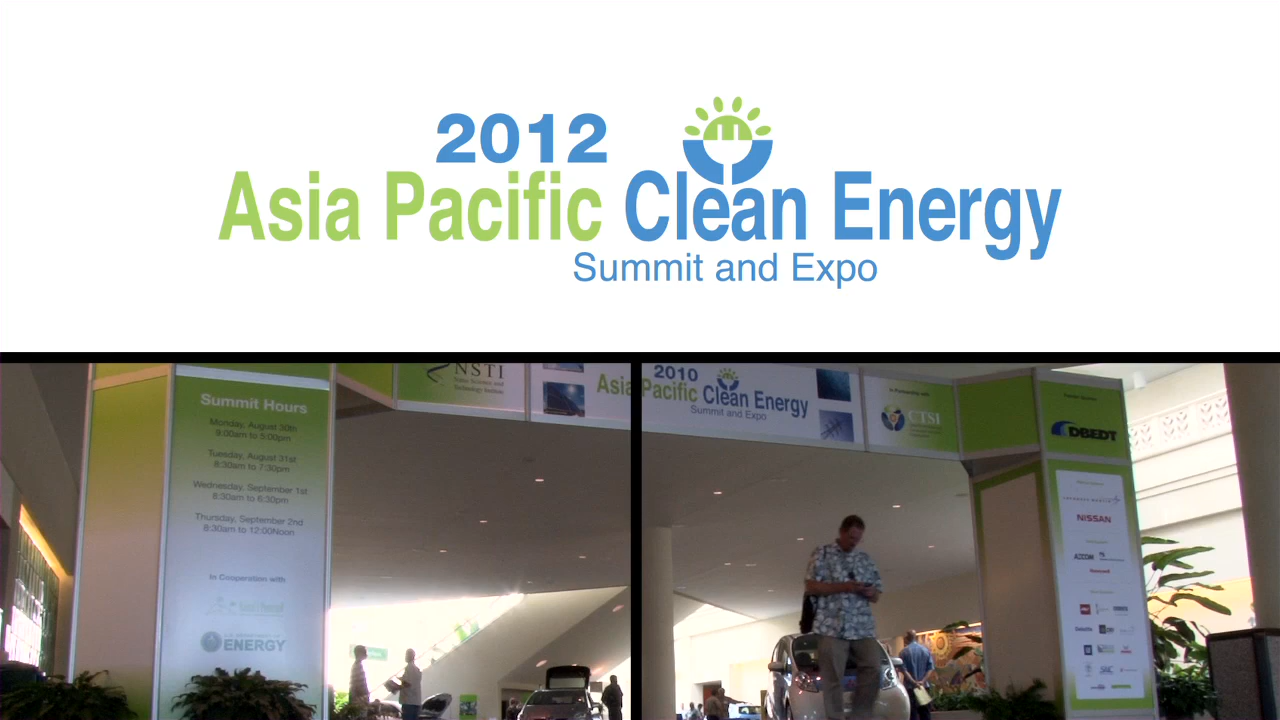 2012
Asia Pacific Clean Energy
Summit and Expo
NSTI
Summit Hours
Monday, August 30th
9:00am to 5:00pm
Tuesday, August 31st
8:30am to 7:30pm
Wednesday, September 1st
8:30am to 6:30pm
Thursday, September 2nd
8:30am to 12:00Noon
In Cooperation with
ENERGY
2010
Asia Pacific Clean Energy
Summit and Expo
In Partnership with
CTSI
DBEDT
NISSAN